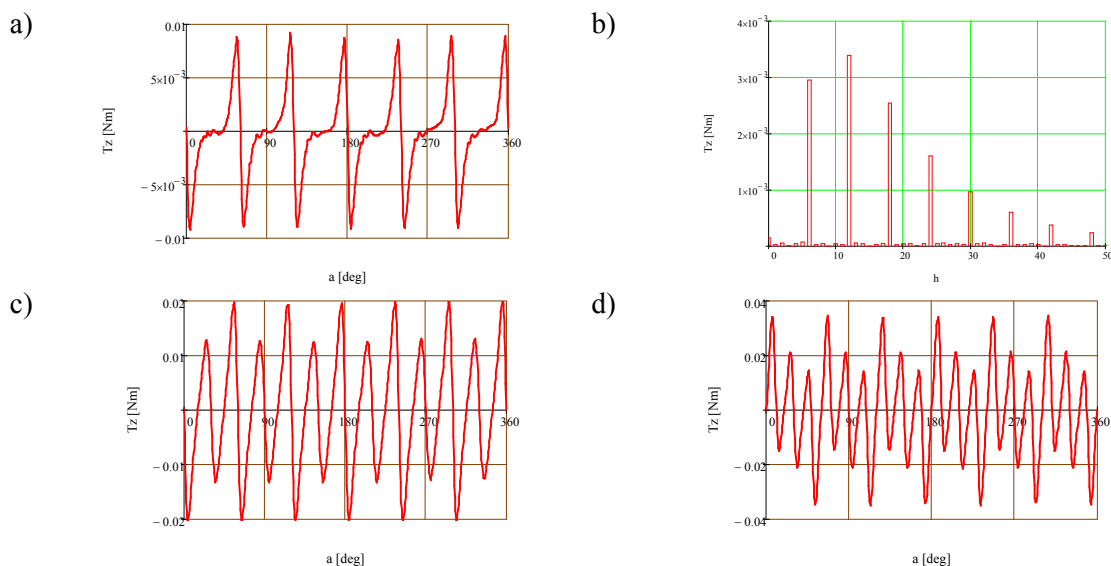 a)
0.01
5×10⁻³
Tz [Nm]
0 90 180 270 360
− 5×10⁻³
− 0.01
a [deg]
b)
4×10⁻³
3×10⁻³
Tz [Nm]
2×10⁻³
1×10⁻³
0 10 20 30 40 50
h
c)
0.02
0.01
Tz [Nm]
0 90 180 270 360
− 0.01
− 0.02
a [deg]
d)
0.04
0.02
Tz [Nm]
0 90 180 270 360
− 0.02
− 0.04
a [deg]